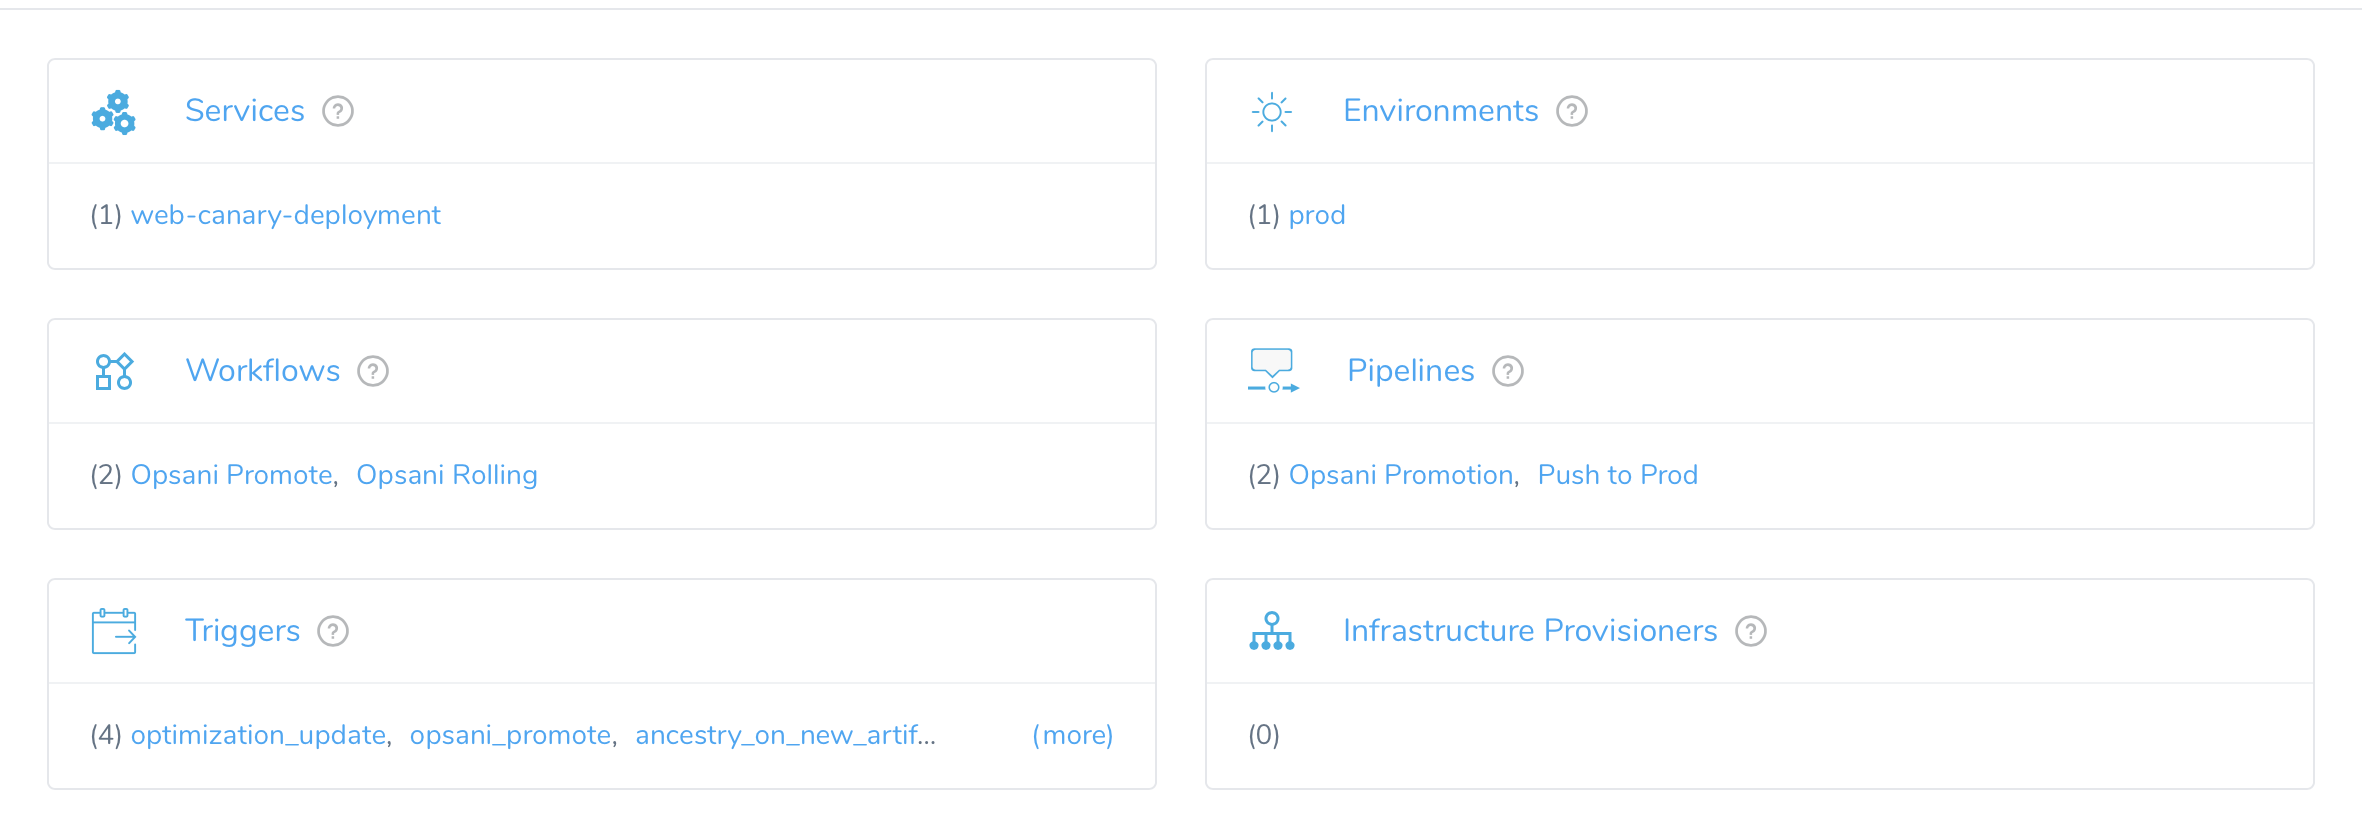 Services ?
(1) web-canary-deployment
Environments ?
(1) prod
Workflows ?
(2) Opsani Promote, Opsani Rolling
Pipelines ?
(2) Opsani Promotion, Push to Prod
Triggers ?
(4) optimization_update, opsani_promote, ancestry_on_new_artif... (more)
Infrastructure Provisioners ?
(0)